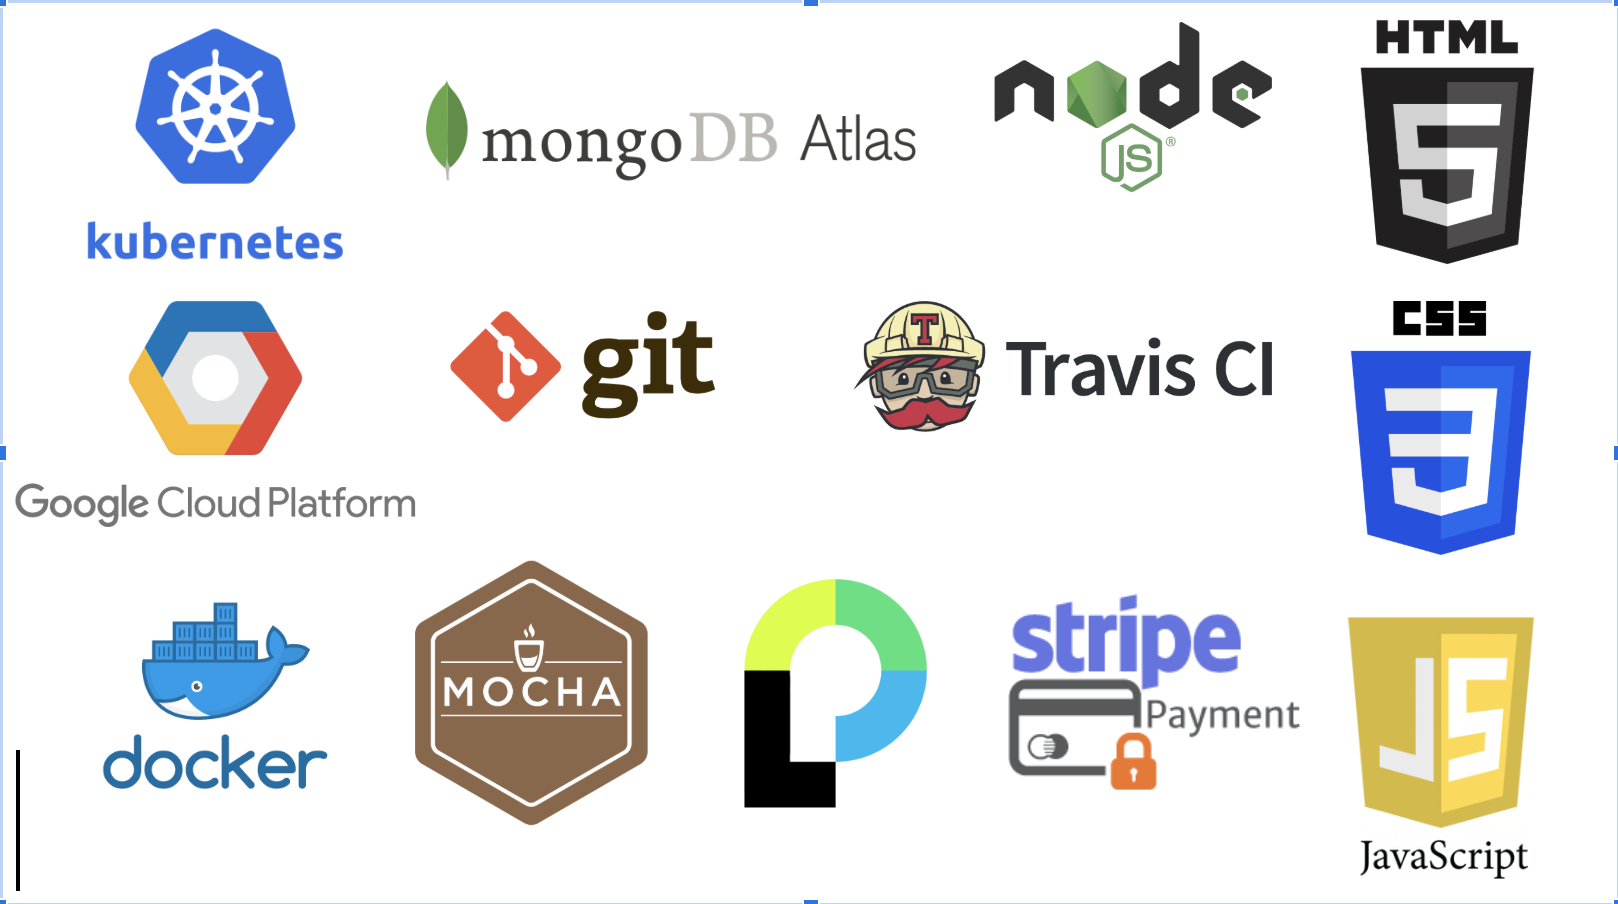 kubernetes
mongoDB Atlas
node
JS®
HTML
5
Google Cloud Platform
git
T
Travis CI
CSS
3
docker
MOCHA
stripe
Payment
JS
JavaScript